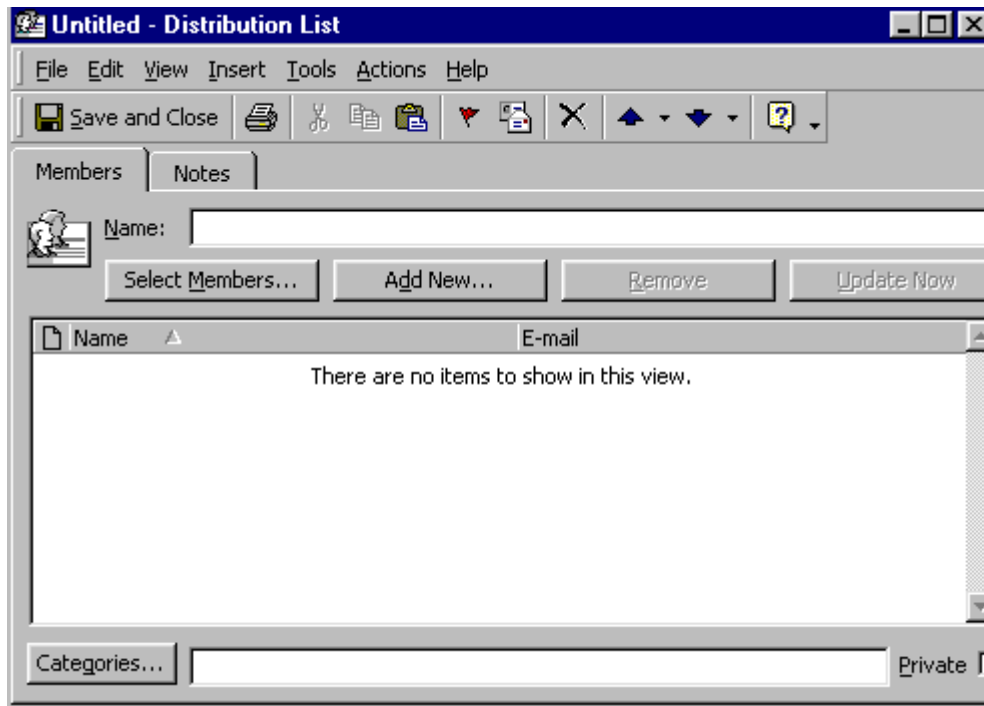 Untitled - Distribution List
File Edit View Insert Tools Actions Help
Save and Close
Members Notes
Name:
Select Members... Add New... Remove Update Now
Name E-mail
There are no items to show in this view.
Categories... Private